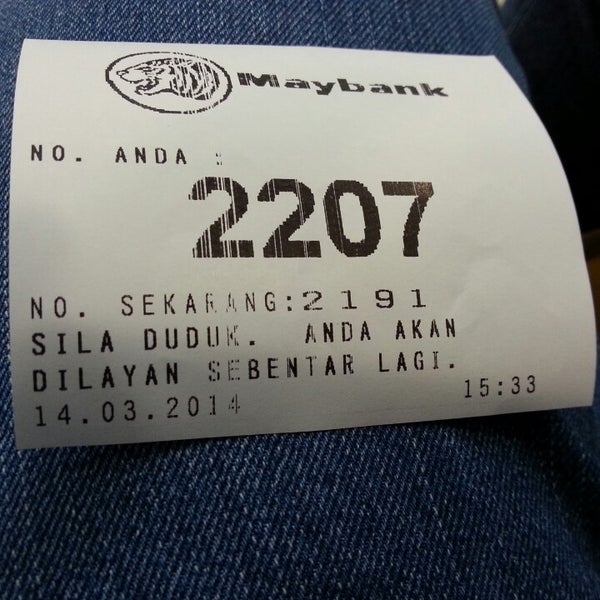 Maybank
NO. ANDA :
2207
NO. SEKARANG:2191
SILA DUDUK. ANDA AKAN
DILAYAN SEBENTAR LAGI.
14.03.2014 15:33